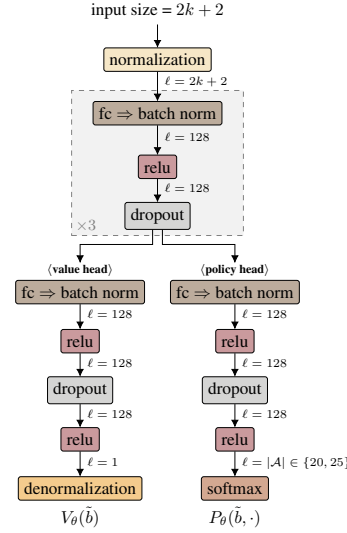 input size = 2k + 2
normalization
ℓ = 2k + 2
fc ⇒ batch norm
ℓ = 128
relu
ℓ = 128
dropout
×3
⟨value head⟩
fc ⇒ batch norm
ℓ = 128
relu
ℓ = 128
dropout
ℓ = 128
relu
ℓ = 1
denormalization
V_θ(b̃)
⟨policy head⟩
fc ⇒ batch norm
ℓ = 128
relu
ℓ = 128
dropout
ℓ = 128
relu
ℓ = |𝒜| ∈ {20, 25}
softmax
P_θ(b̃, ·)